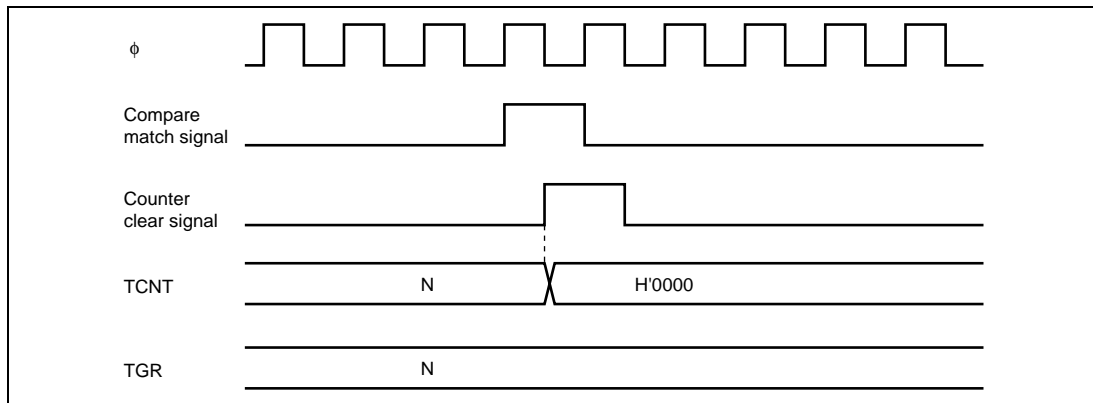 ϕ
Compare
match signal
Counter
clear signal
TCNT N H'0000
TGR N